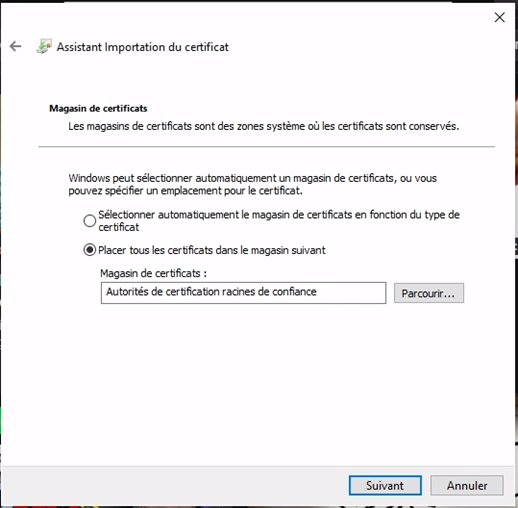 Assistant Importation du certificat
Magasin de certificats
Les magasins de certificats sont des zones système où les certificats sont conservés.
Windows peut sélectionner automatiquement un magasin de certificats, ou vous
pouvez spécifier un emplacement pour le certificat.
Sélectionner automatiquement le magasin de certificats en fonction du type de
certificat
Placer tous les certificats dans le magasin suivant
Magasin de certificats :
Autorités de certification racines de confiance
Parcourir...
Suivant
Annuler